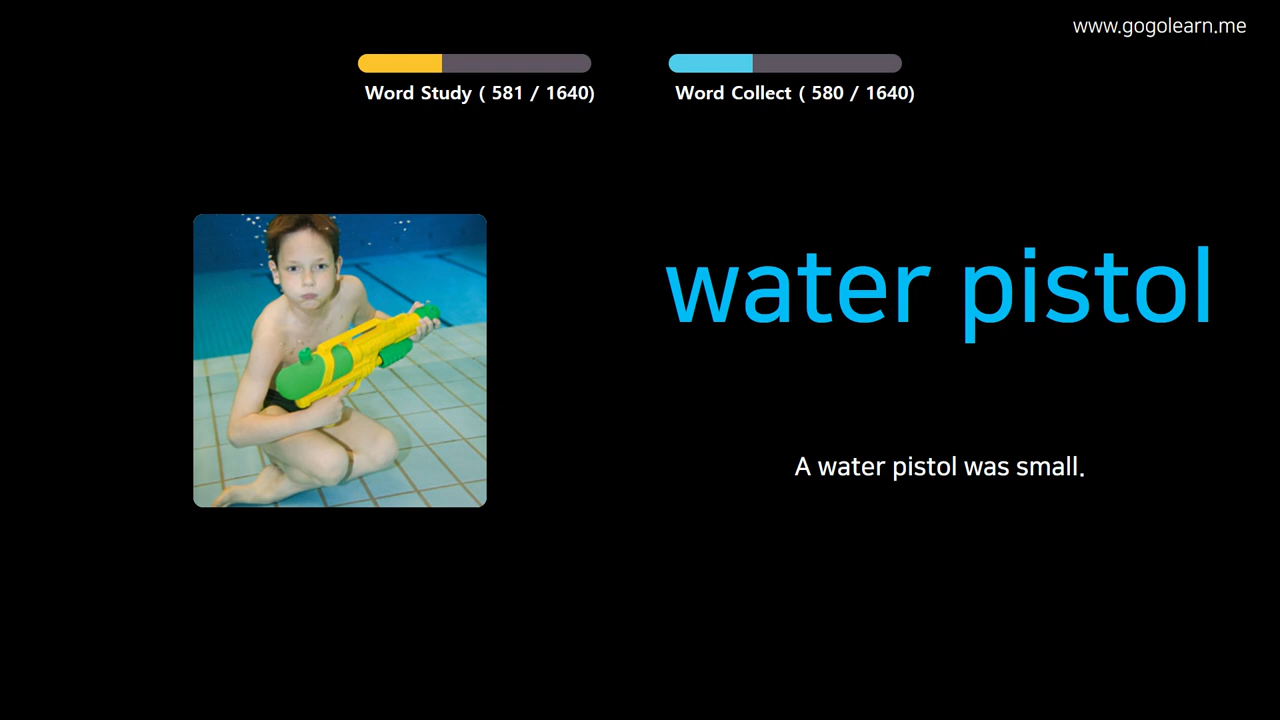 www.gogolearn.me
Word Study ( 581 / 1640)
Word Collect ( 580 / 1640)
water pistol
A water pistol was small.